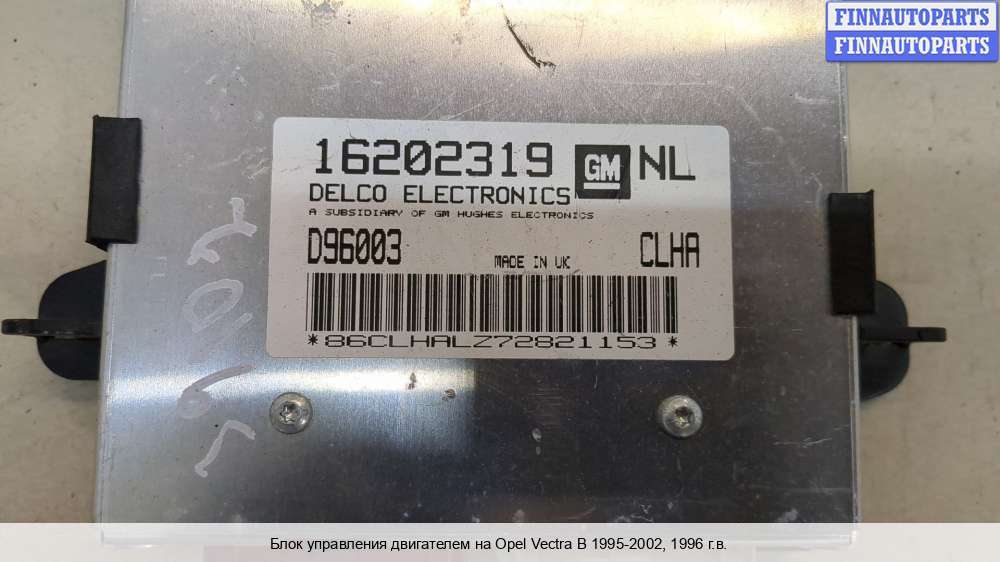 FINNAUTOPARTS
FINNAUTOPARTS
16202319 GM NL
DELCO ELECTRONICS
A SUBSIDIARY OF GM HUGHES ELECTRONICS
D96003 MADE IN UK CLHA
*86CLHALZ72821153*
Блок управления двигателем на Opel Vectra B 1995-2002, 1996 г.в.